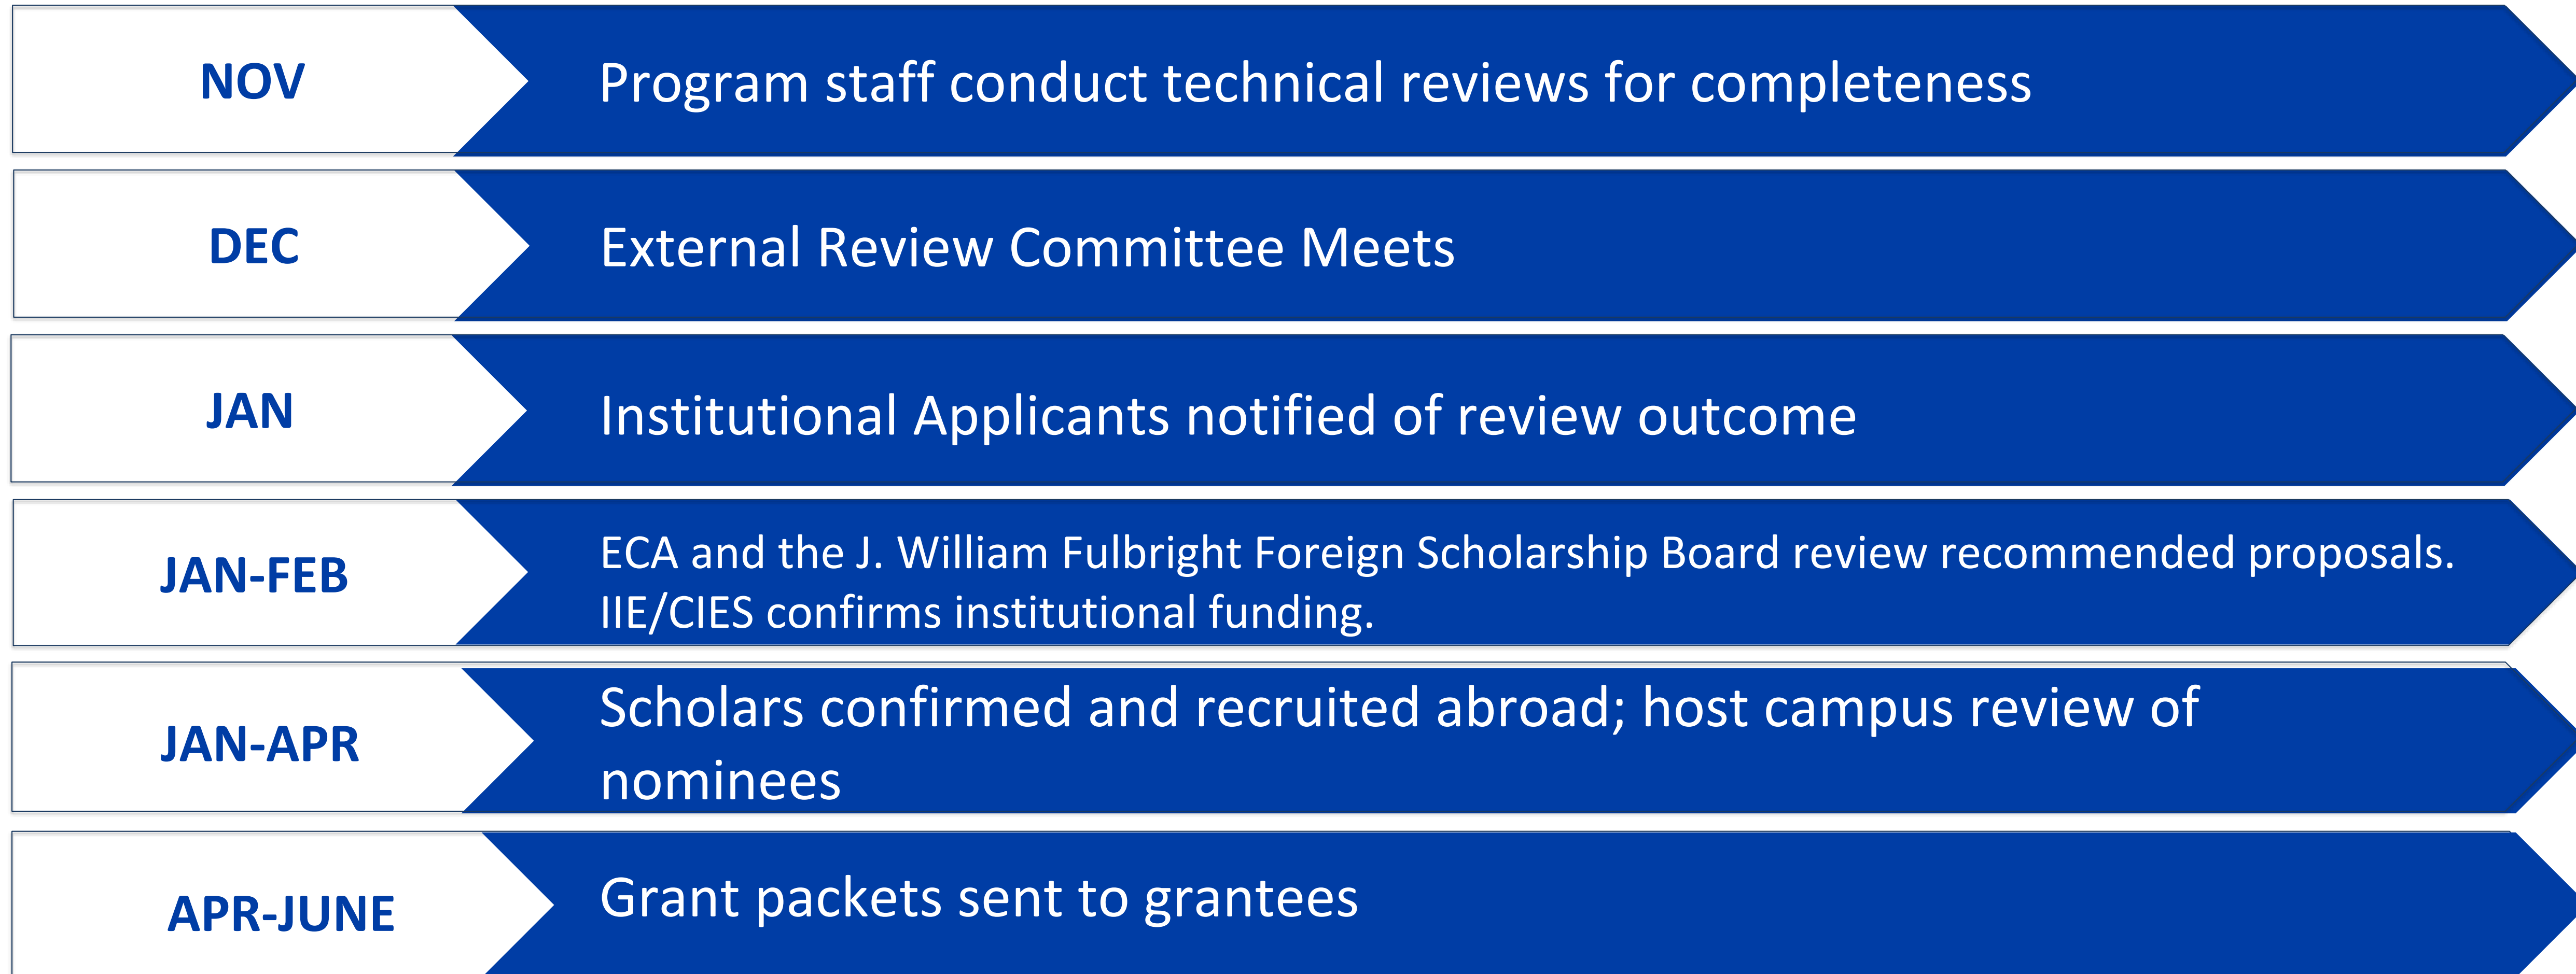 NOV
Program staff conduct technical reviews for completeness
DEC
External Review Committee Meets
JAN
Institutional Applicants notified of review outcome
JAN-FEB
ECA and the J. William Fulbright Foreign Scholarship Board review recommended proposals.
IIE/CIES confirms institutional funding.
JAN-APR
Scholars confirmed and recruited abroad; host campus review of
nominees
APR-JUNE
Grant packets sent to grantees